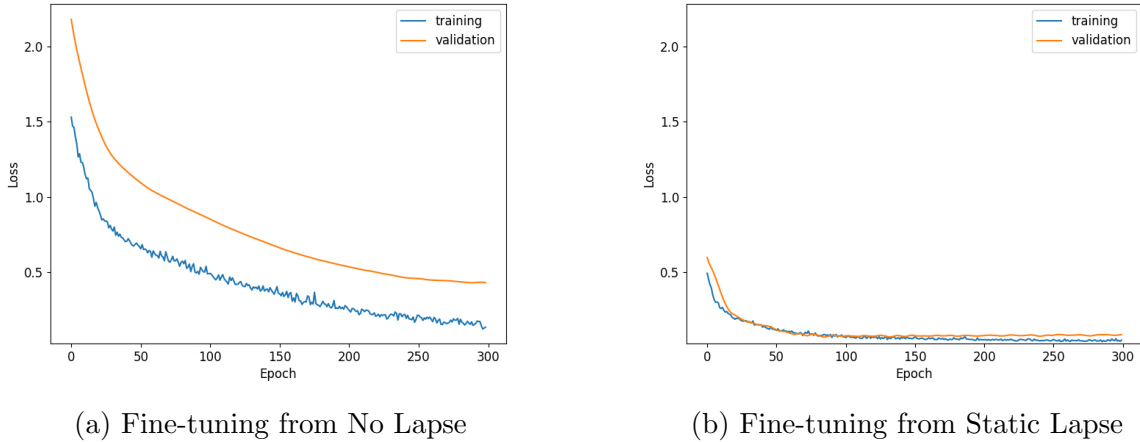 training
validation
2.0
1.5
1.0
0.5
Loss
0 50 100 150 200 250 300
Epoch
(a) Fine-tuning from No Lapse
training
validation
2.0
1.5
1.0
0.5
Loss
0 50 100 150 200 250 300
Epoch
(b) Fine-tuning from Static Lapse